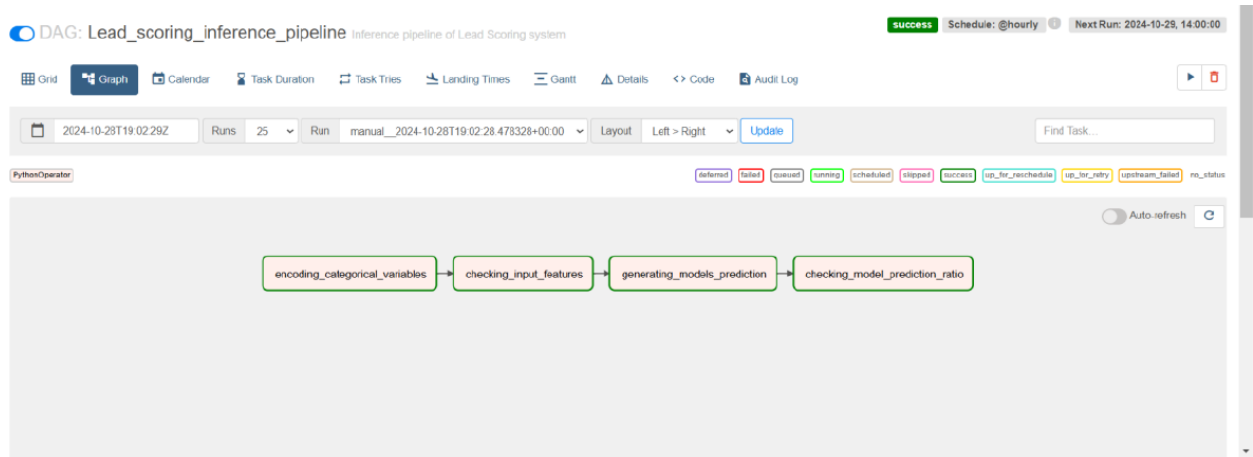 DAG: Lead_scoring_inference_pipeline Inference pipeline of Lead Scoring system success Schedule: @hourly Next Run: 2024-10-29, 14:00:00
Grid Graph Calendar Task Duration Task Tries Landing Times Gantt Details <> Code Audit Log
2024-10-28T19:02:29Z Runs 25 Run manual__2024-10-28T19:02:28.478328+00:00 Layout Left > Right Update Find Task...
PythonOperator deferred failed queued running scheduled skipped success up_for_reschedule up_for_retry upstream_failed no_status
Auto-refresh
encoding_categorical_variables checking_input_features generating_models_prediction checking_model_prediction_ratio